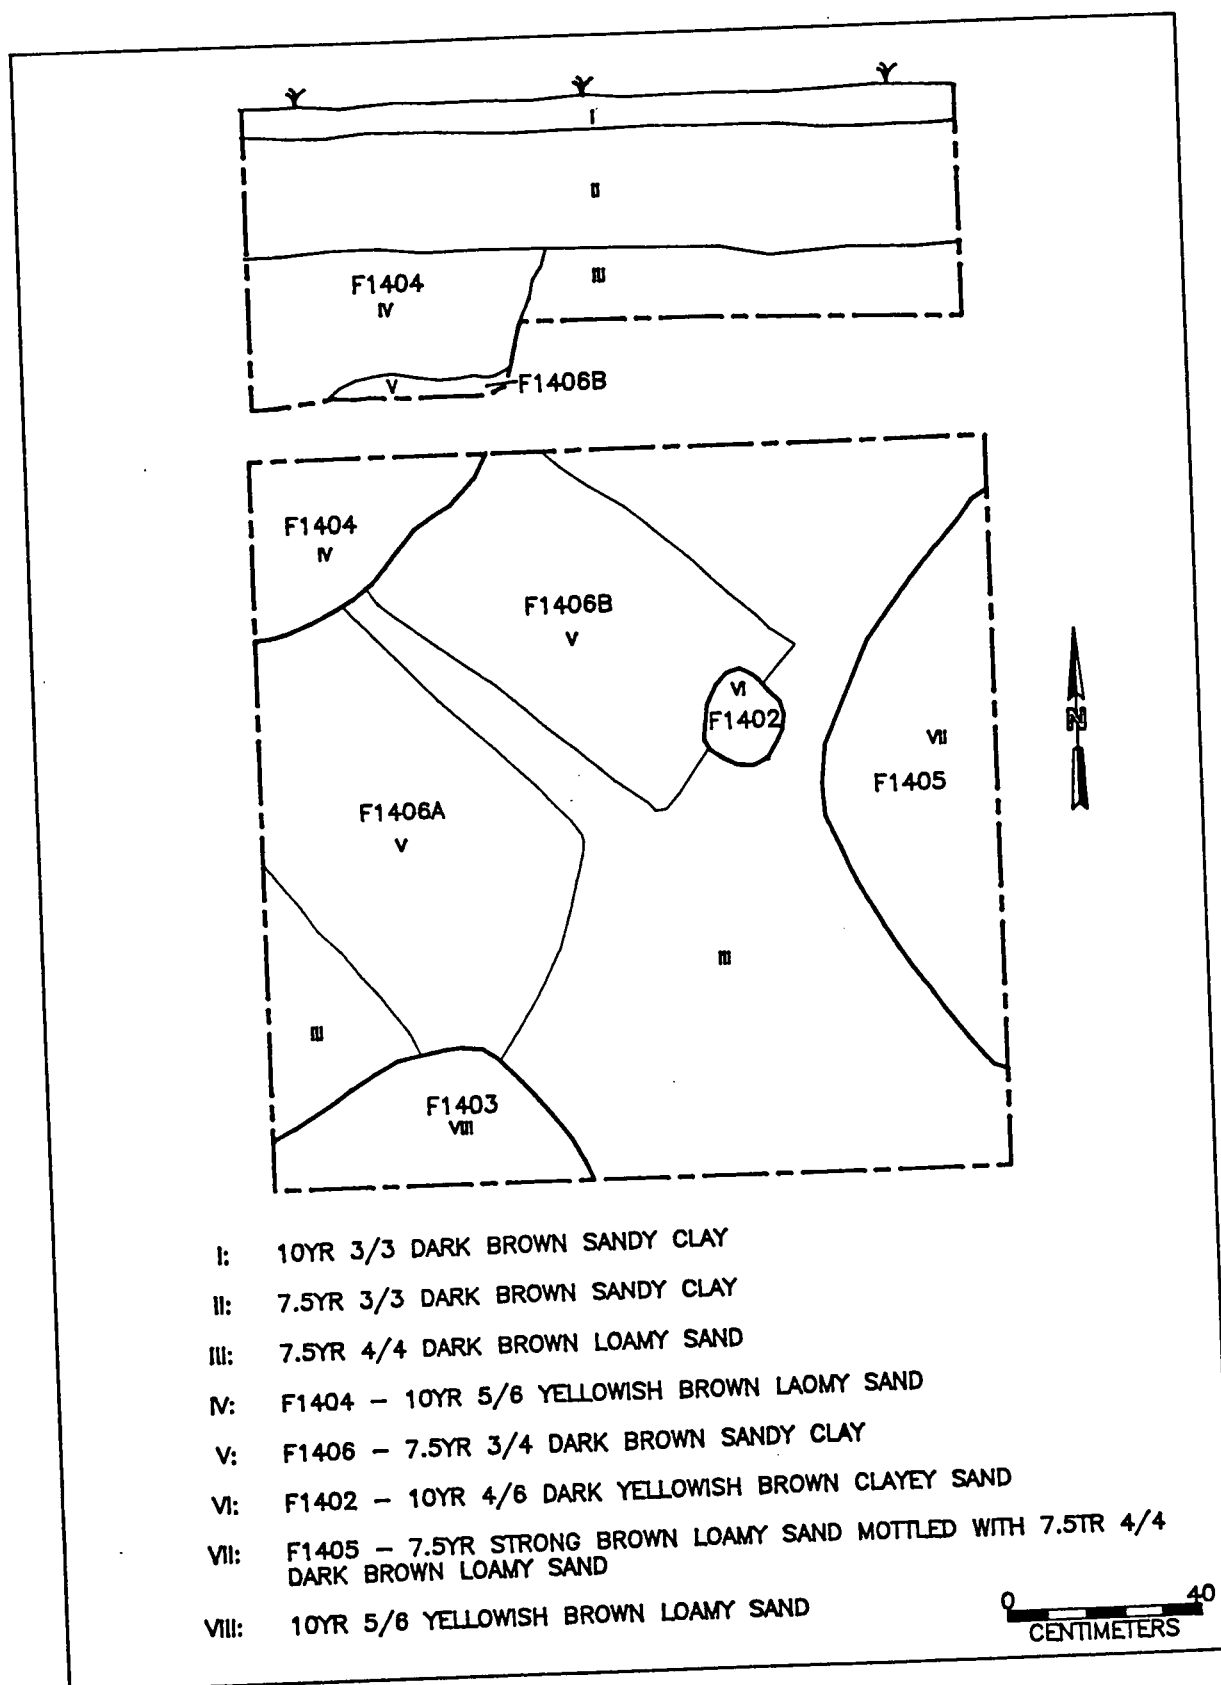 I
II
F1404
III
IV
V
F1406B
F1404
IV
F1406B
V
VI
F1402
N
VII
F1405
F1406A
V
III
III
F1403
VIII
I: 10YR 3/3 DARK BROWN SANDY CLAY
II: 7.5YR 3/3 DARK BROWN SANDY CLAY
III: 7.5YR 4/4 DARK BROWN LOAMY SAND
IV: F1404 – 10YR 5/6 YELLOWISH BROWN LAOMY SAND
V: F1406 – 7.5YR 3/4 DARK BROWN SANDY CLAY
VI: F1402 – 10YR 4/6 DARK YELLOWISH BROWN CLAYEY SAND
VII: F1405 – 7.5YR STRONG BROWN LOAMY SAND MOTTLED WITH 7.5TR 4/4
DARK BROWN LOAMY SAND
VIII: 10YR 5/6 YELLOWISH BROWN LOAMY SAND
0 40
CENTIMETERS